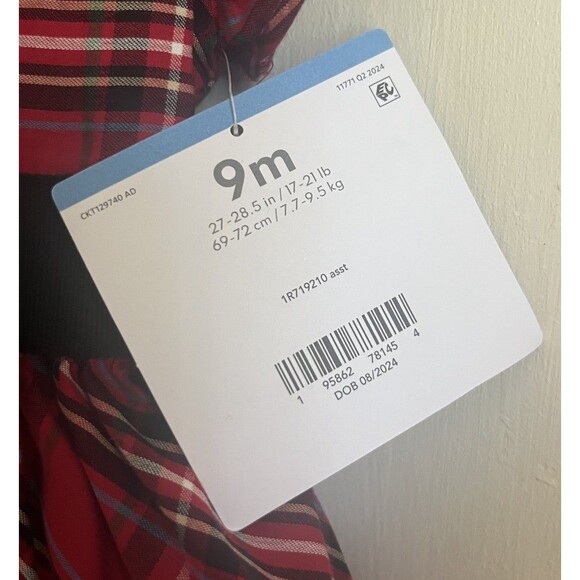 11771 Q2 2024
EPC
CKT129740 AD
9m
27-28.5 in / 17-21 lb
69-72 cm / 7.7-9.5 kg
1R719210 asst
1 95862 78145 4
DOB 08/2024